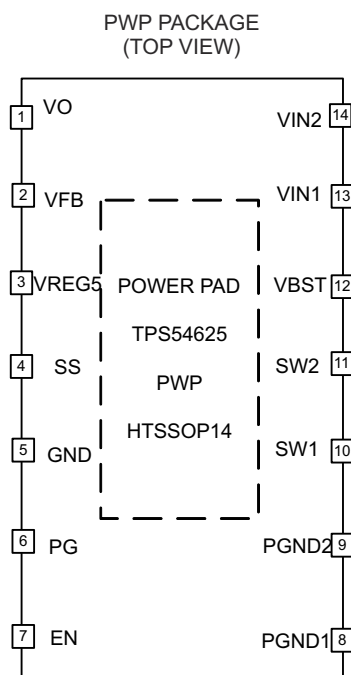 PWP PACKAGE
(TOP VIEW)
1 VO
2 VFB
3 VREG5
4 SS
5 GND
6 PG
7 EN
POWER PAD
TPS54625
PWP
HTSSOP14
VIN2 14
VIN1 13
VBST 12
SW2 11
SW1 10
PGND2 9
PGND1 8